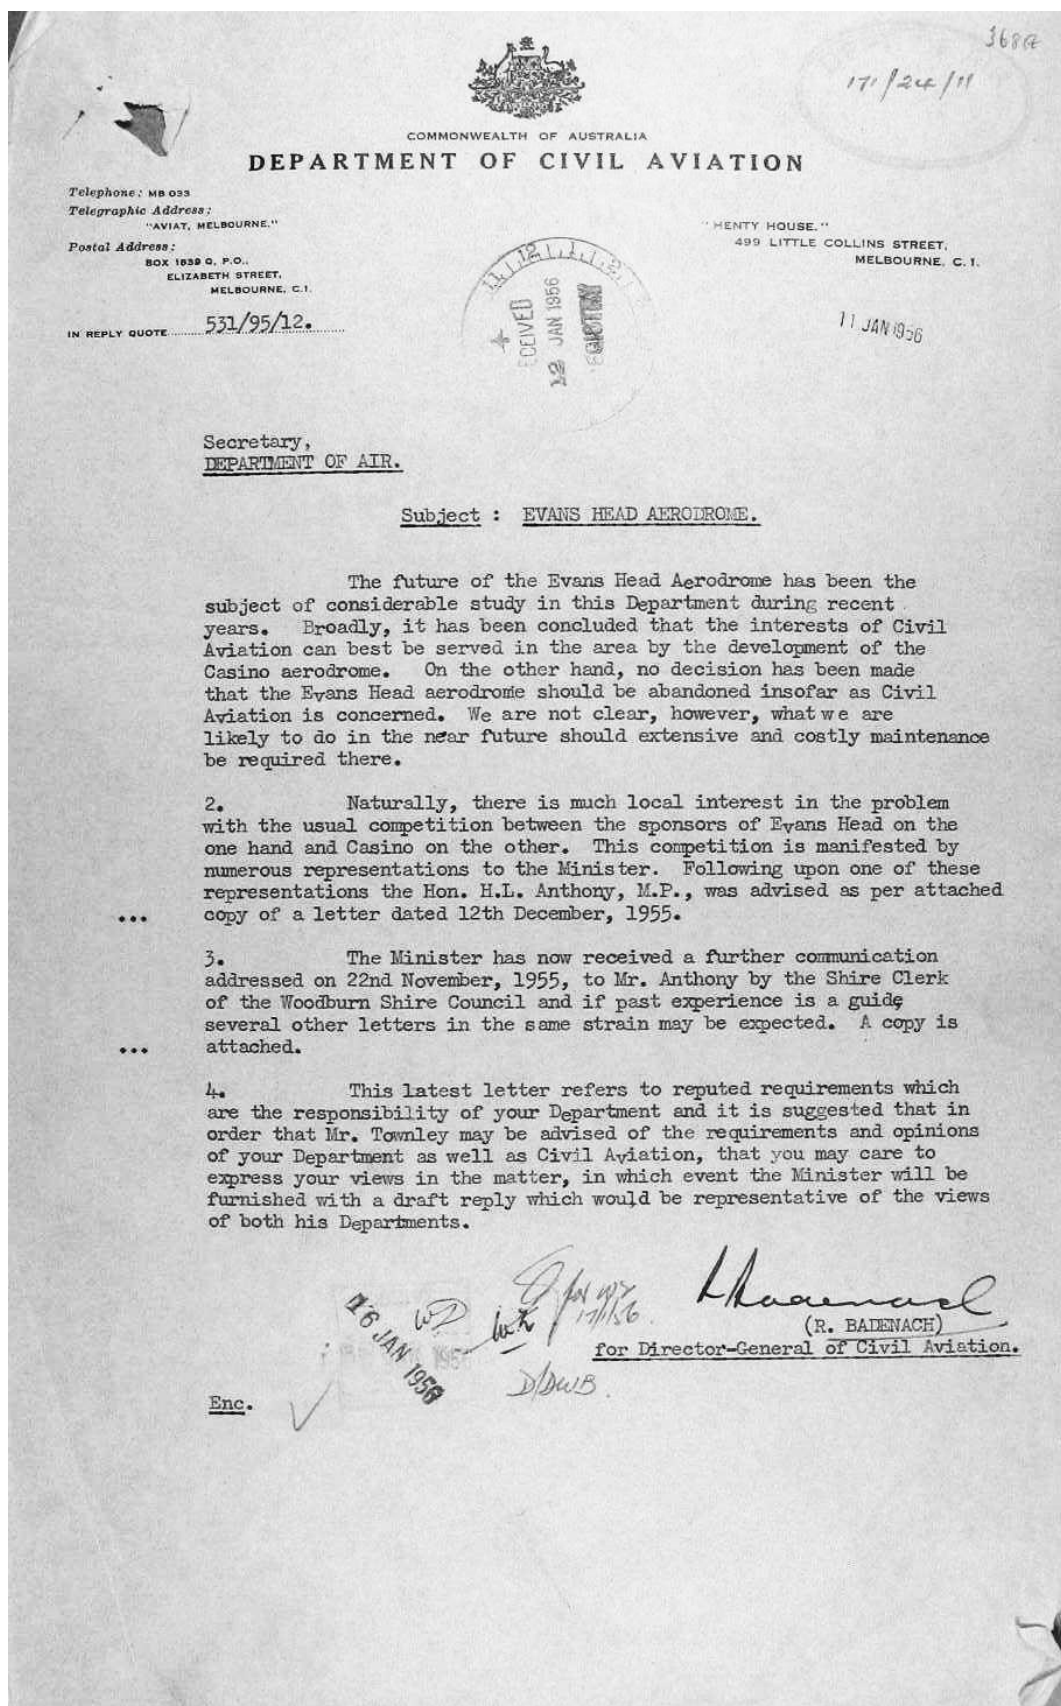 368A
171/24/11
COMMONWEALTH OF AUSTRALIA
DEPARTMENT OF CIVIL AVIATION
Telephone: MB 033
Telegraphic Address:
"AVIAT, MELBOURNE."
Postal Address:
BOX 1839 Q, P.O.,
ELIZABETH STREET,
MELBOURNE, C.1.
IN REPLY QUOTE 531/95/12.
"HENTY HOUSE."
499 LITTLE COLLINS STREET,
MELBOURNE, C.1.
11 12 1 2
ECEIVED
12 JAN 1956
EGISTRY
11 JAN 1956
Secretary,
DEPARTMENT OF AIR.
Subject : EVANS HEAD AERODROME.
The future of the Evans Head Aerodrome has been the
subject of considerable study in this Department during recent
years. Broadly, it has been concluded that the interests of Civil
Aviation can best be served in the area by the development of the
Casino aerodrome. On the other hand, no decision has been made
that the Evans Head aerodrome should be abandoned insofar as Civil
Aviation is concerned. We are not clear, however, what we are
likely to do in the near future should extensive and costly maintenance
be required there.
2. Naturally, there is much local interest in the problem
with the usual competition between the sponsors of Evans Head on the
one hand and Casino on the other. This competition is manifested by
numerous representations to the Minister. Following upon one of these
representations the Hon. H.L. Anthony, M.P., was advised as per attached
... copy of a letter dated 12th December, 1955.
3. The Minister has now received a further communication
addressed on 22nd November, 1955, to Mr. Anthony by the Shire Clerk
of the Woodburn Shire Council and if past experience is a guide
several other letters in the same strain may be expected. A copy is
... attached.
4. This latest letter refers to reputed requirements which
are the responsibility of your Department and it is suggested that in
order that Mr. Townley may be advised of the requirements and opinions
of your Department as well as Civil Aviation, that you may care to
express your views in the matter, in which event the Minister will be
furnished with a draft reply which would be representative of the views
of both his Departments.
(R. BADENACH)
for Director-General of Civil Aviation.
16 JAN 1956
17/1/56
D/DWB.
Enc.